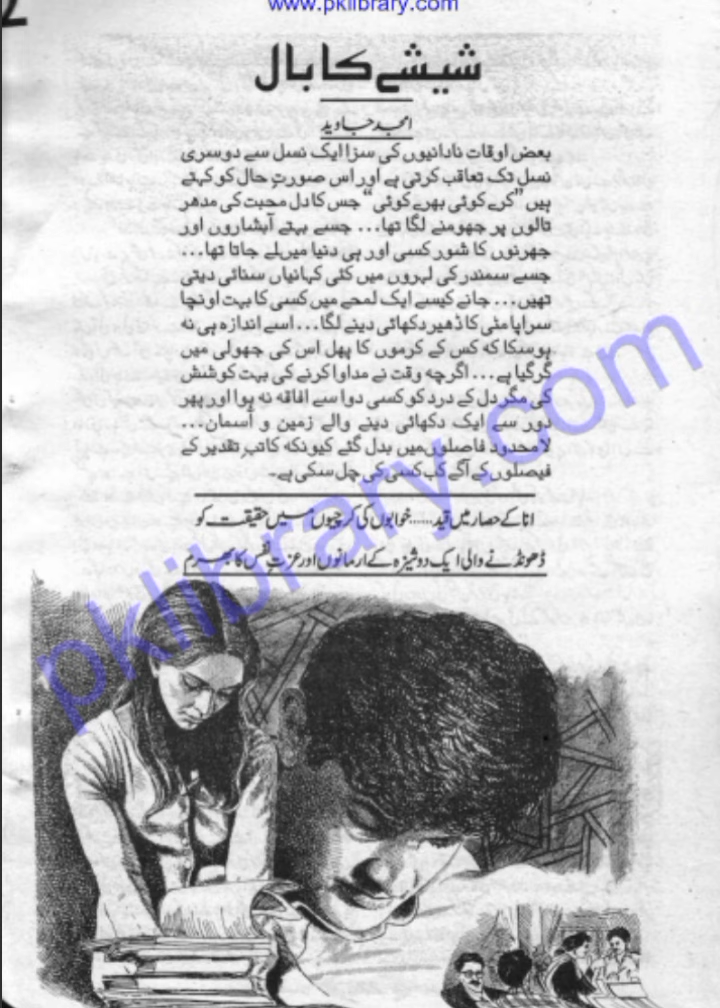 2
www.pklibrary.com
شیشے کا بال
امجد جاوید
بعض اوقات نادانیوں کی سزا ایک نسل سے دوسری
نسل تک تعاقب کرتی ہے اور اس صورتِ حال کو کہتے
ہیں ”کرے کوئی بھرے کوئی“ جس کا دل محبت کی مدھر
تالوں پر جھومنے لگا تھا... جسے بہتے آبشاروں اور
جھرنوں کا شور کسی اور ہی دنیا میں لے جاتا تھا...
جسے سمندر کی لہروں میں کئی کہانیاں سنائی دیتی
تھیں... جانے کیسے ایک لمحے میں کسی کا بہت اونچا
سراپا مٹی کا ڈھیر دکھائی دینے لگا... اسے اندازہ ہی نہ
ہوسکا کہ کس کے کرموں کا پھل اس کی جھولی میں
گرگیا ہے... اگرچہ وقت نے مداوا کرنے کی بہت کوشش
کی مگر دل کے درد کو کسی دوا سے افاقہ نہ ہوا اور پھر
دور سے ایک دکھائی دینے والے زمین و آسمان...
لامحدود فاصلوں میں بدل گئے کیونکہ کاتبِ تقدیر کے
فیصلوں کے آگے کب کسی کی چل سکی ہے۔
انا کے حصار میں قید...... خوابوں کی کرچیوں میں حقیقت کو
ڈھونڈنے والی ایک دوشیزہ کے ارمانوں اور عزتِ نفس کا بھرم
pklibrary.com